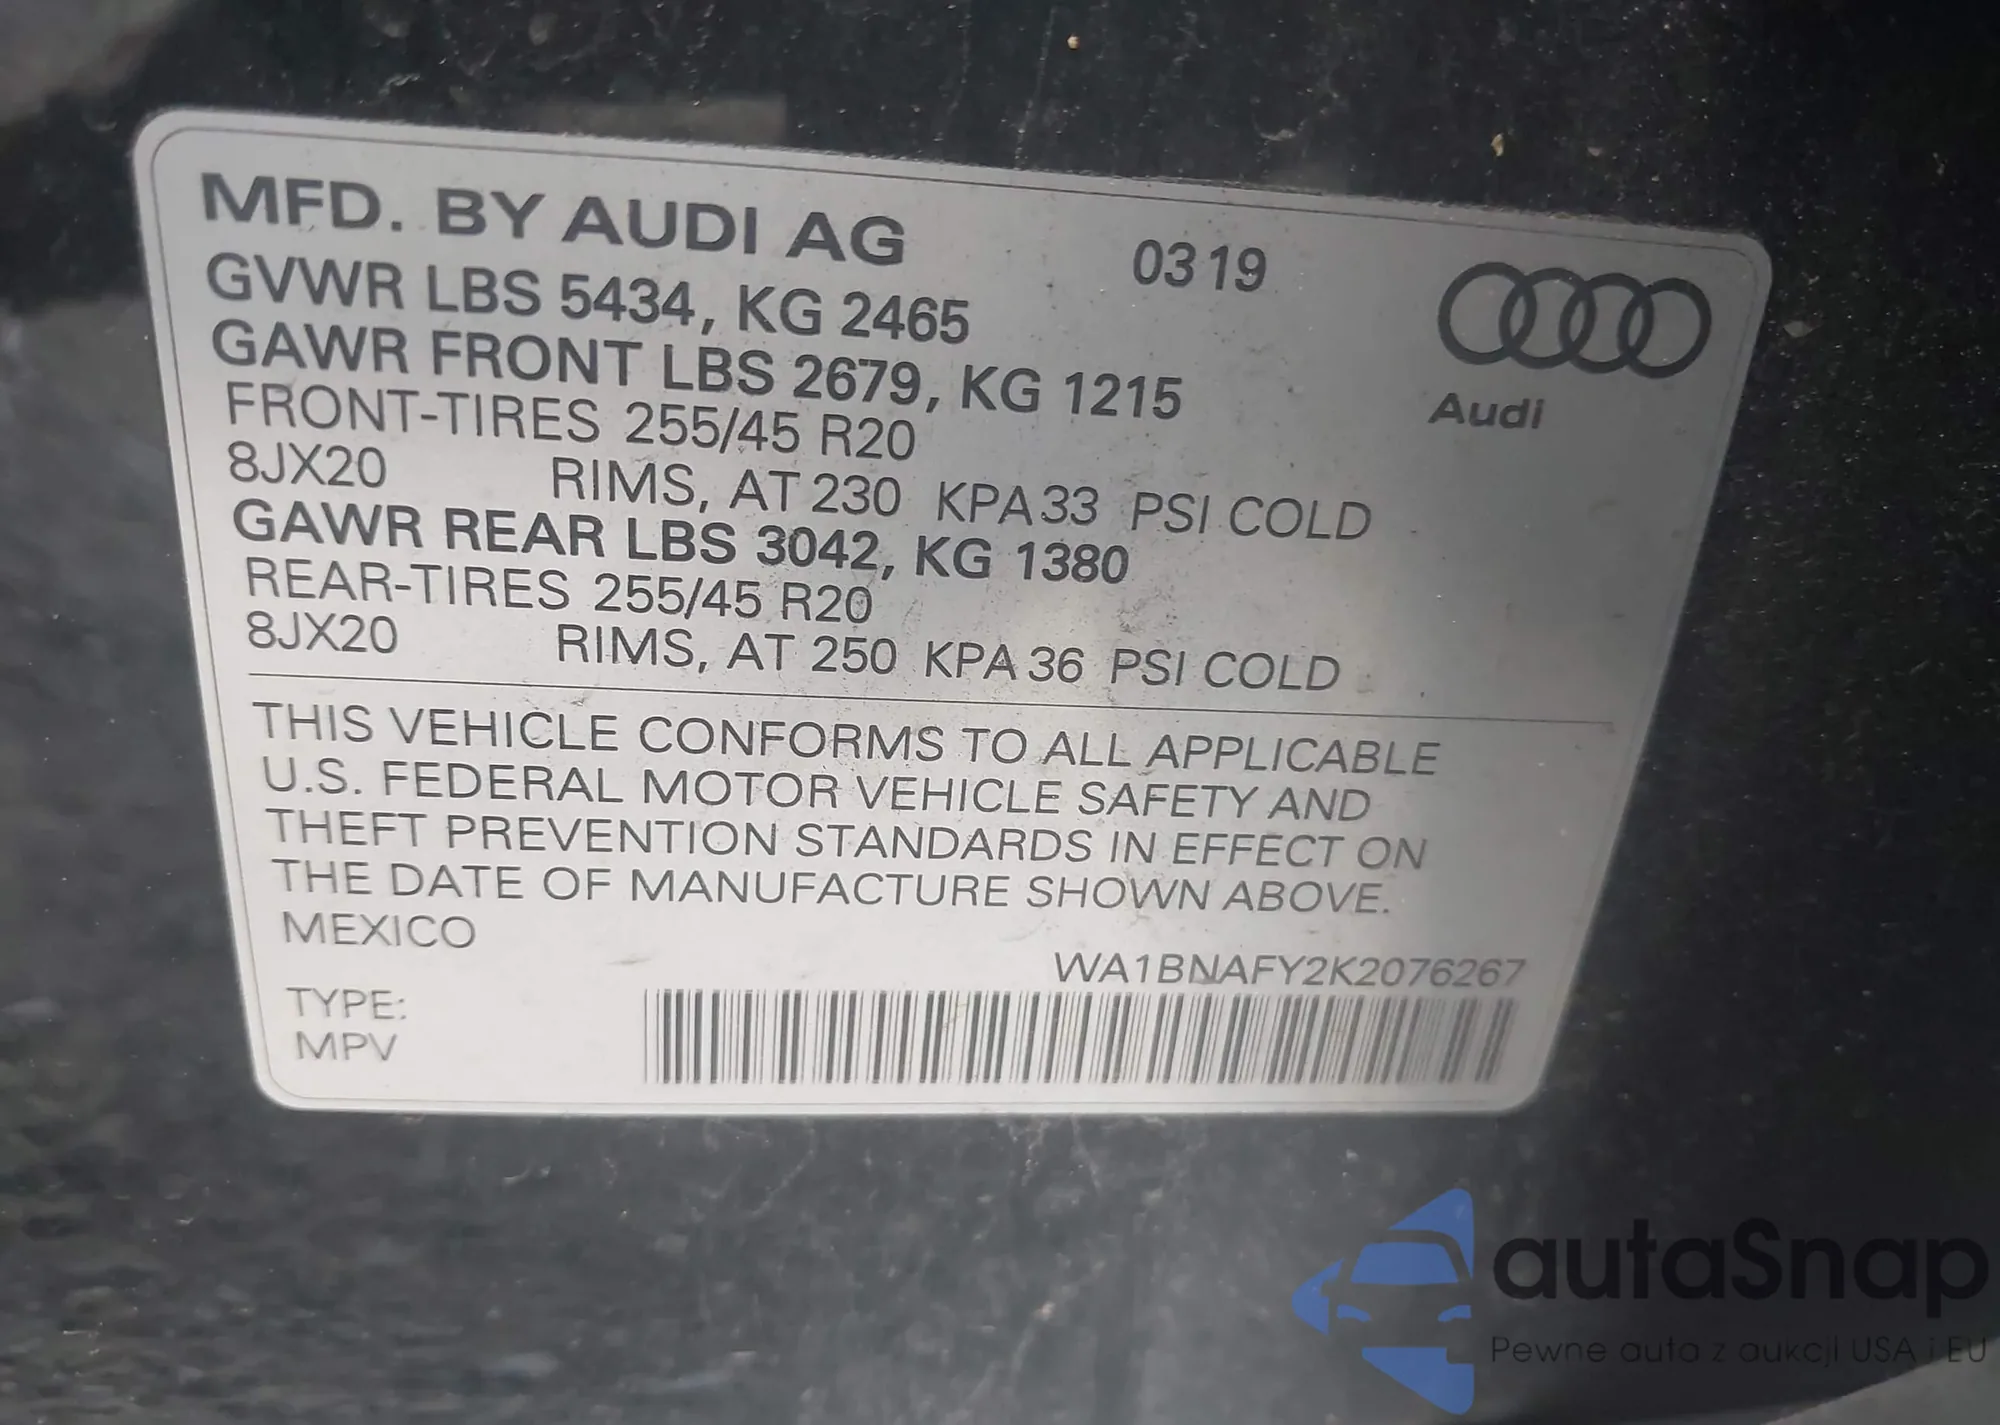 MFD. BY AUDI AG 0319
GVWR LBS 5434, KG 2465
GAWR FRONT LBS 2679, KG 1215
Audi
FRONT-TIRES 255/45 R20
8JX20 RIMS, AT 230 KPA 33 PSI COLD
GAWR REAR LBS 3042, KG 1380
REAR-TIRES 255/45 R20
8JX20 RIMS, AT 250 KPA 36 PSI COLD
THIS VEHICLE CONFORMS TO ALL APPLICABLE
U.S. FEDERAL MOTOR VEHICLE SAFETY AND
THEFT PREVENTION STANDARDS IN EFFECT ON
THE DATE OF MANUFACTURE SHOWN ABOVE.
MEXICO
WA1BNAFY2K2076267
TYPE:
MPV
autaSnap
Pewne auta z aukcji USA i EU